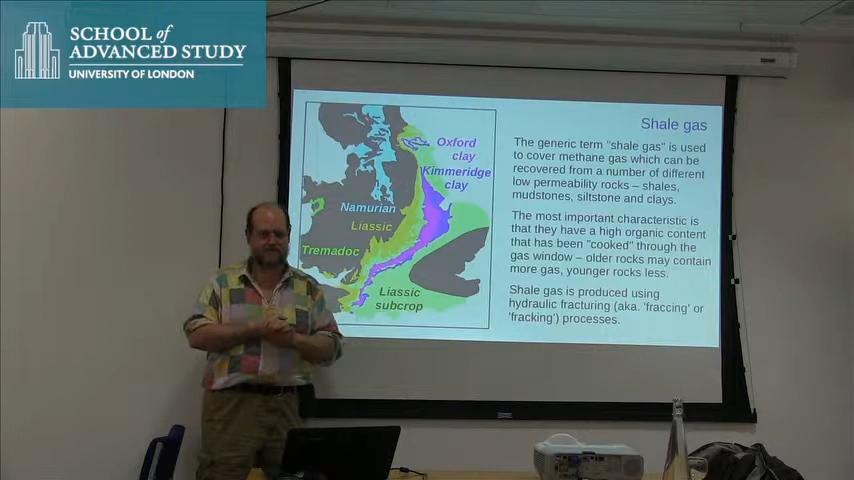 SCHOOL of
ADVANCED STUDY
UNIVERSITY OF LONDON
Shale gas
Oxford
clay
Kimmeridge
clay
Namurian
Liassic
Tremadoc
Liassic
subcrop
The generic term "shale gas" is used
to cover methane gas which can be
recovered from a number of different
low permeability rocks – shales,
mudstones, siltstone and clays.
The most important characteristic is
that they have a high organic content
that has been "cooked" through the
gas window – older rocks may contain
more gas, younger rocks less.
Shale gas is produced using
hydraulic fracturing (aka. 'fraccing' or
'fracking') processes.